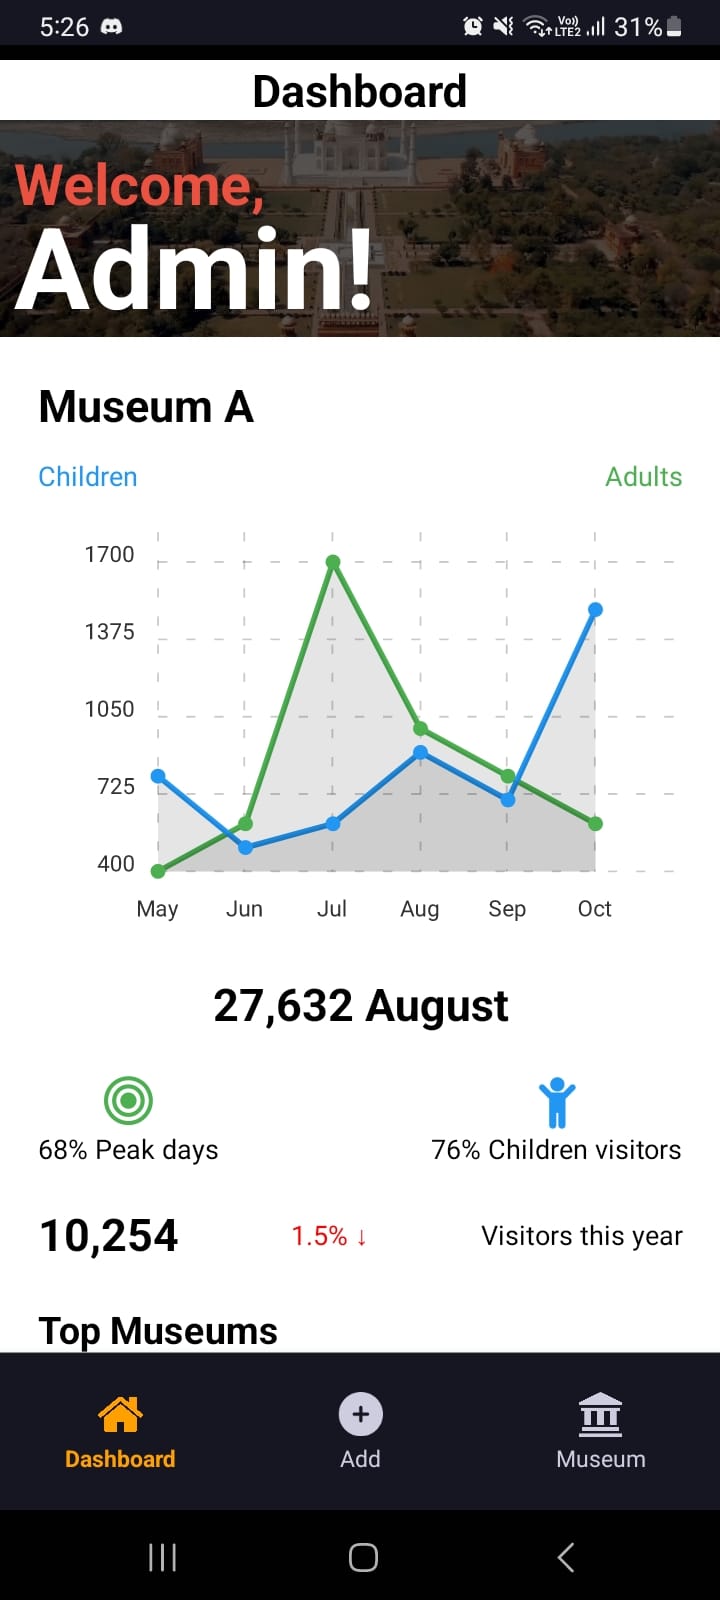 5:26 Vo)) LTE2 31%
Dashboard
Welcome,
Admin!
Museum A
Children Adults
1700
1375
1050
725
400
May Jun Jul Aug Sep Oct
27,632 August
68% Peak days 76% Children visitors
10,254 1.5% ↓ Visitors this year
Top Museums
Dashboard Add Museum